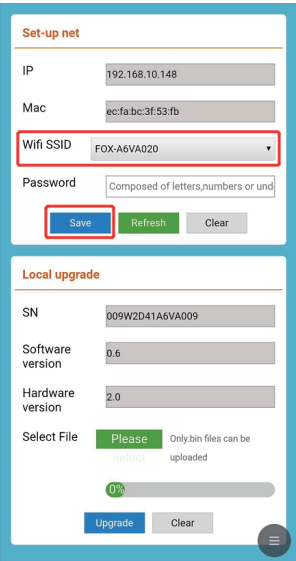 Set-up net
IP 192.168.10.148
Mac ec:fa:bc:3f:53:fb
Wifi SSID FOX-A6VA020
Password Composed of letters,numbers or und
Save Refresh Clear
Local upgrade
SN 009W2D41A6VA009
Software
version 0.6
Hardware
version 2.0
Select File Please
select
Only.bin files can be
uploaded
0%
Upgrade Clear